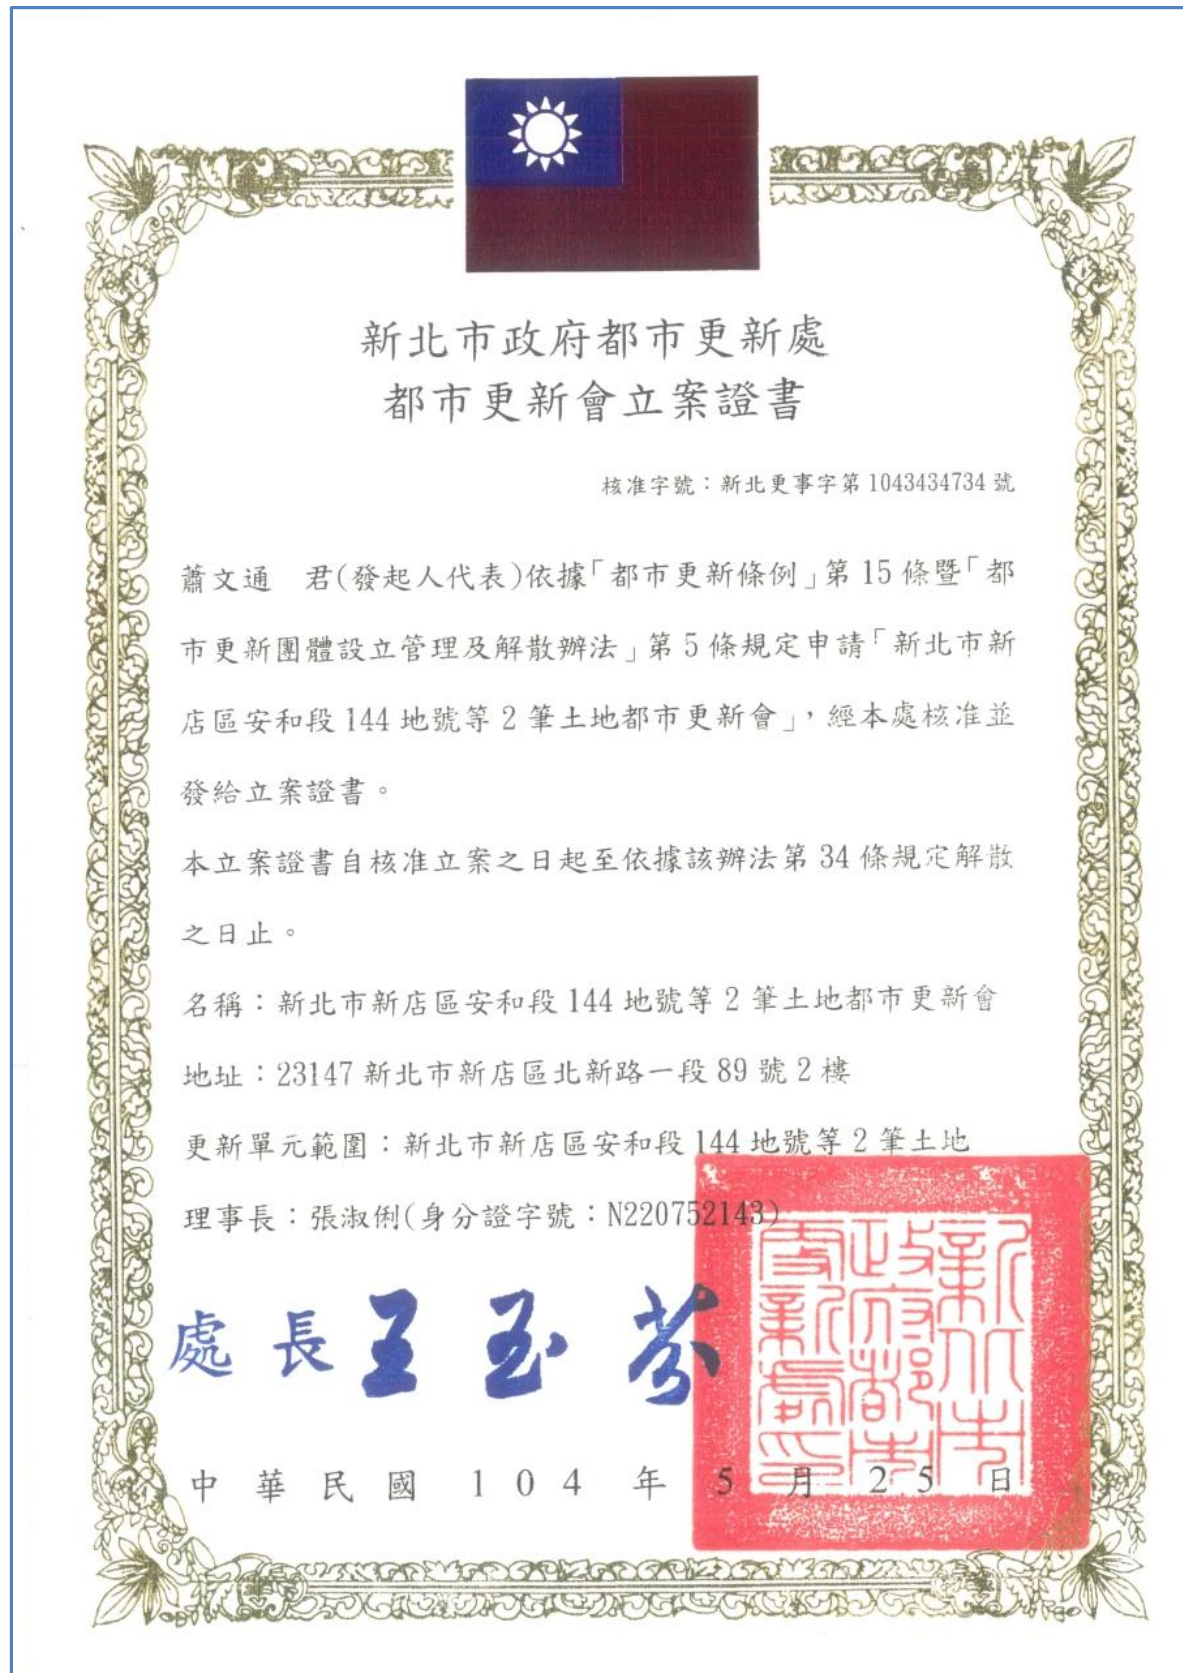 新北市政府都市更新處
都市更新會立案證書
核准字號：新北更事字第1043434734號
蕭文通　君(發起人代表)依據「都市更新條例」第15條暨「都
市更新團體設立管理及解散辦法」第5條規定申請「新北市新
店區安和段144地號等2筆土地都市更新會」，經本處核准並
發給立案證書。
本立案證書自核准立案之日起至依據該辦法第34條規定解散
之日止。
名稱：新北市新店區安和段144地號等2筆土地都市更新會
地址：23147新北市新店區北新路一段89號2樓
更新單元範圍：新北市新店區安和段144地號等2筆土地
理事長：張淑俐(身分證字號：N220752143)
處長王玉芬
新北市政府都市更新處印
中華民國104年5月25日